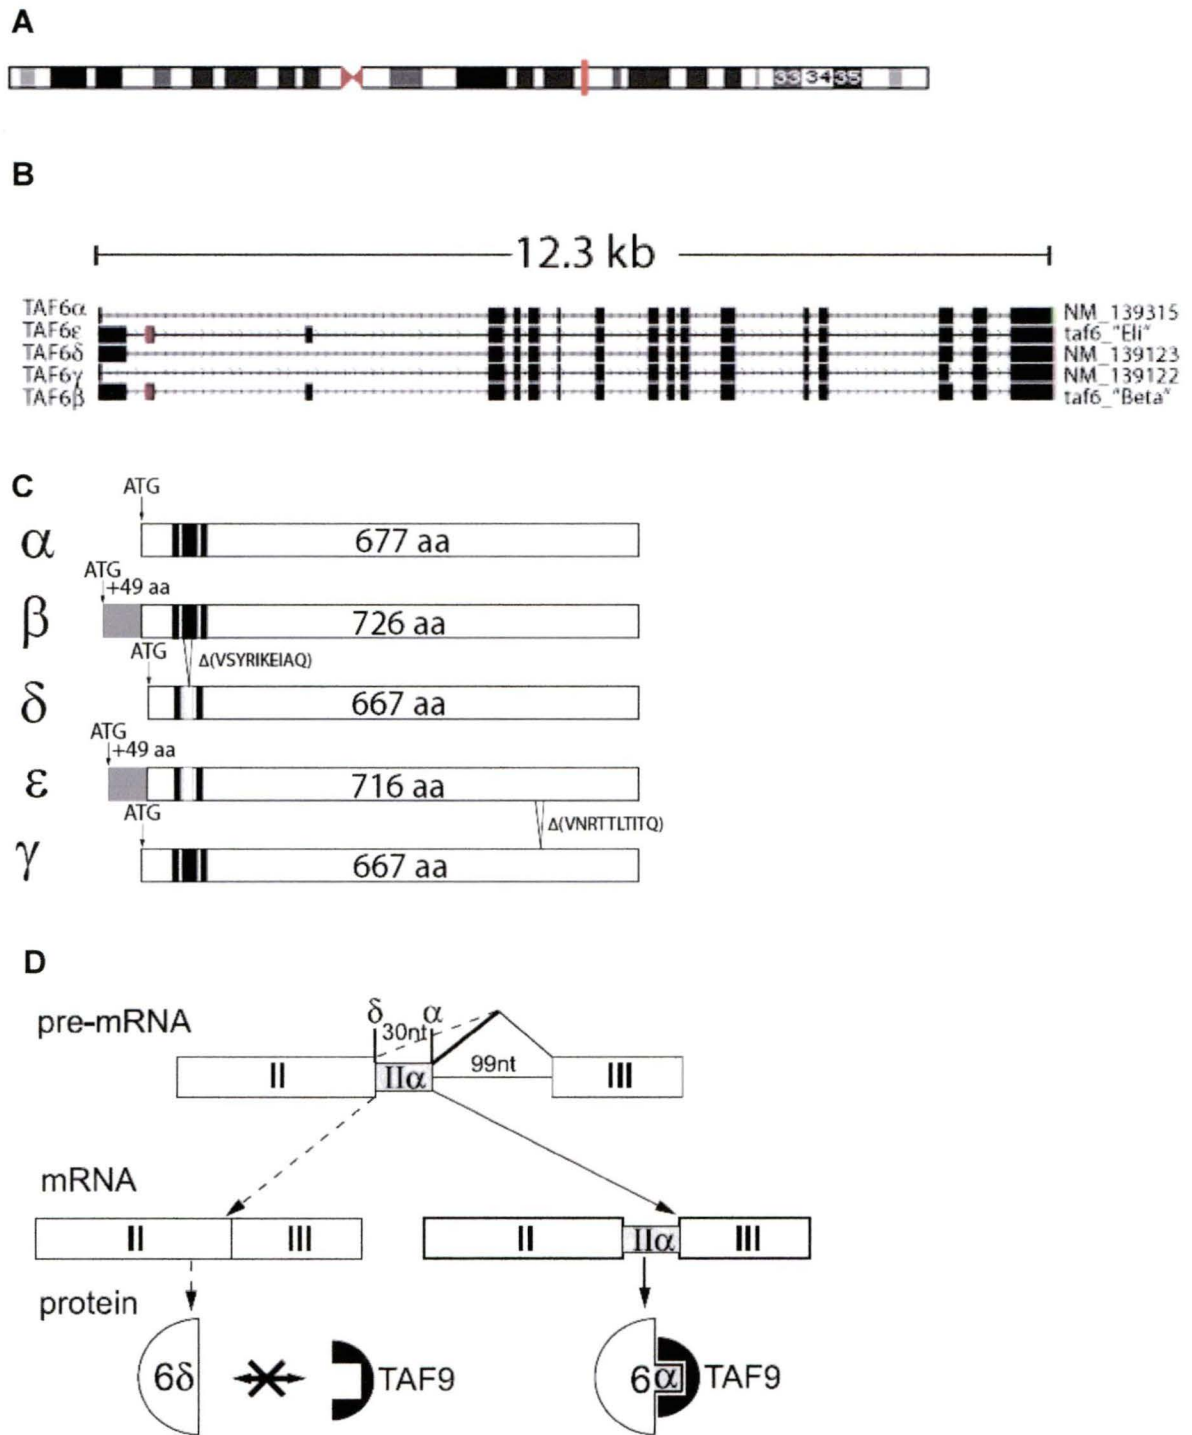 A
33 34 35
B
12.3 kb
TAF6α NM_139315
TAF6ε taf6_"Eli"
TAF6δ NM_139123
TAF6γ NM_139122
TAF6β taf6_"Beta"
C
ATG
α 677 aa
ATG
+49 aa
β 726 aa
ATG Δ(VSYRIKEIAQ)
δ 667 aa
ATG
+49 aa
ε 716 aa
ATG Δ(VNRTTLTITQ)
γ 667 aa
D
pre-mRNA δ α
30nt
II IIα 99nt III
mRNA
II III II IIα III
protein
6δ TAF9 6 α TAF9